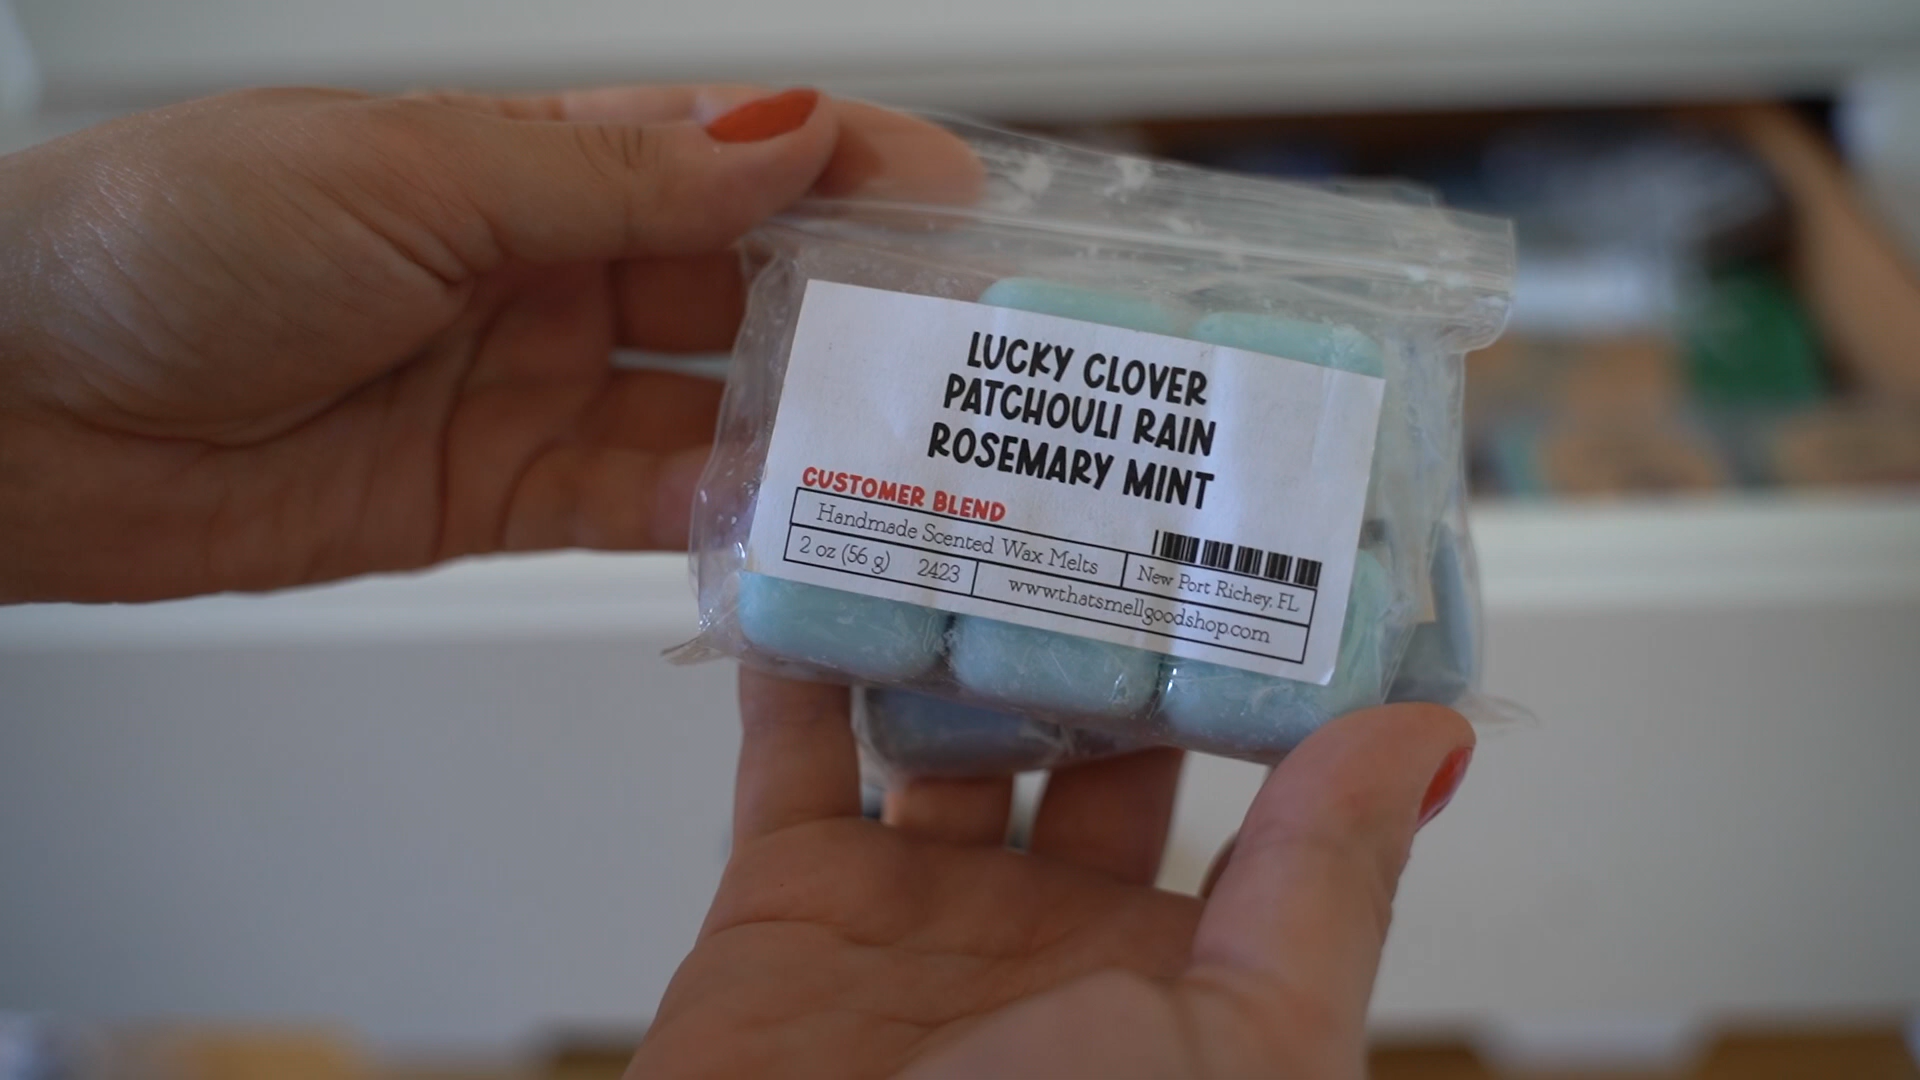 LUCKY CLOVER
PATCHOULI RAIN
ROSEMARY MINT
CUSTOMER BLEND
Handmade Scented Wax Melts
New Port Richey, FL
2 oz (56 g) 2423
www.thatsmellgoodshop.com